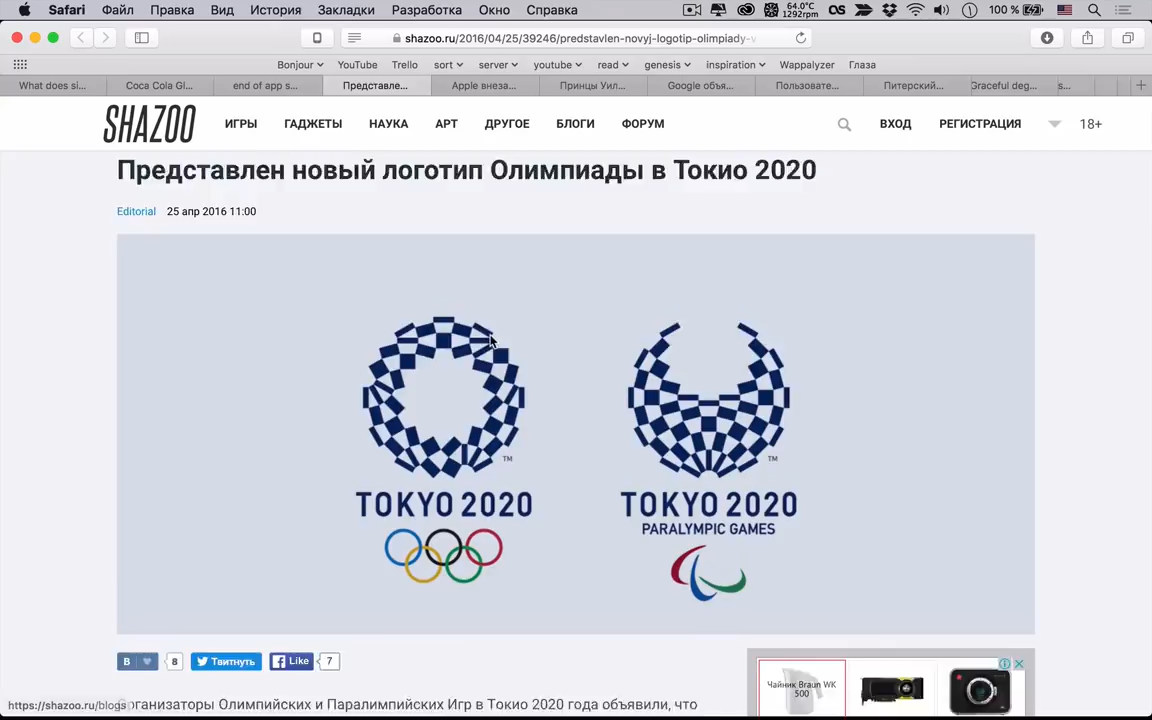 Safari Файл Правка Вид История Закладки Разработка Окно Справка 64.0°C 1292rpm 100 %
shazoo.ru/2016/04/25/39246/predstavlen-novyj-logotip-olimpiady-v
Bonjour YouTube Trello sort server youtube read genesis inspiration Wappalyzer Глаза
What does si... Coca Cola Gl... end of app s... Представле... Apple внеза... Принцы Уил... Google объя... Пользовате... Питерский... Graceful deg... s...
SHAZOO ИГРЫ ГАДЖЕТЫ НАУКА АРТ ДРУГОЕ БЛОГИ ФОРУМ ВХОД РЕГИСТРАЦИЯ 18+
Представлен новый логотип Олимпиады в Токио 2020
Editorial 25 апр 2016 11:00
TM TM
TOKYO 2020 TOKYO 2020
PARALYMPIC GAMES
B 8 Твитнуть Like 7
Чайник Braun WK
500
https://shazoo.ru/blogs
рганизаторы Олимпийских и Паралимпийских Игр в Токио 2020 года объявили, что